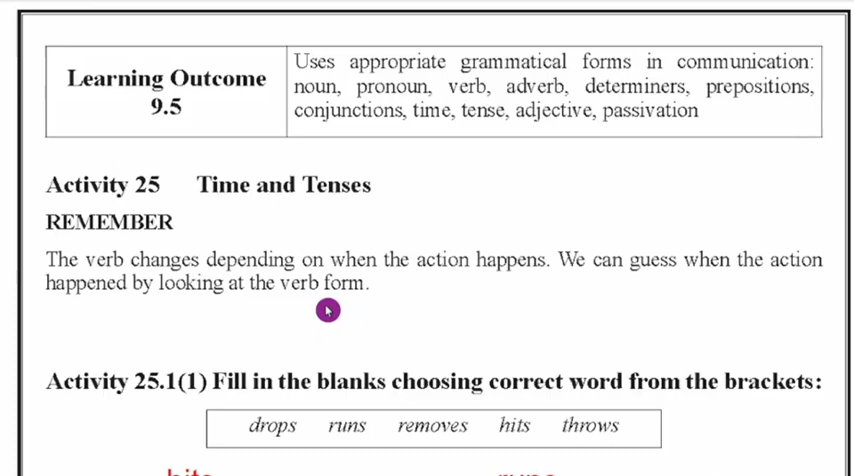 Learning Outcome
9.5
Uses appropriate grammatical forms in communication:
noun, pronoun, verb, adverb, determiners, prepositions,
conjunctions, time, tense, adjective, passivation
Activity 25 Time and Tenses
REMEMBER
The verb changes depending on when the action happens. We can guess when the action
happened by looking at the verb form.
Activity 25.1(1) Fill in the blanks choosing correct word from the brackets:
drops runs removes hits throws